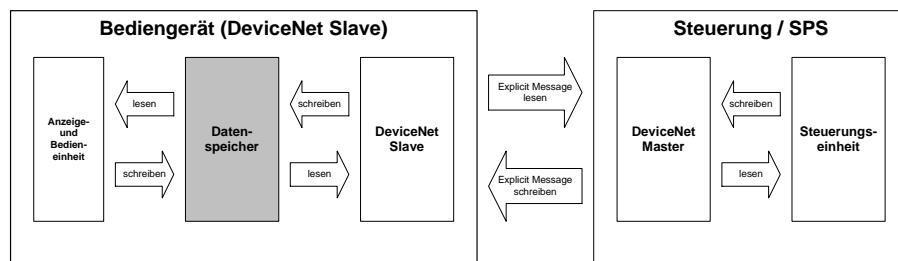 Bediengerät (DeviceNet Slave)
Steuerung / SPS
Anzeige-
und
Bedien-
einheit
lesen
schreiben
Daten-
speicher
schreiben
lesen
DeviceNet
Slave
Explicit Message
lesen
Explicit Message
schreiben
DeviceNet
Master
schreiben
lesen
Steuerungs-
einheit